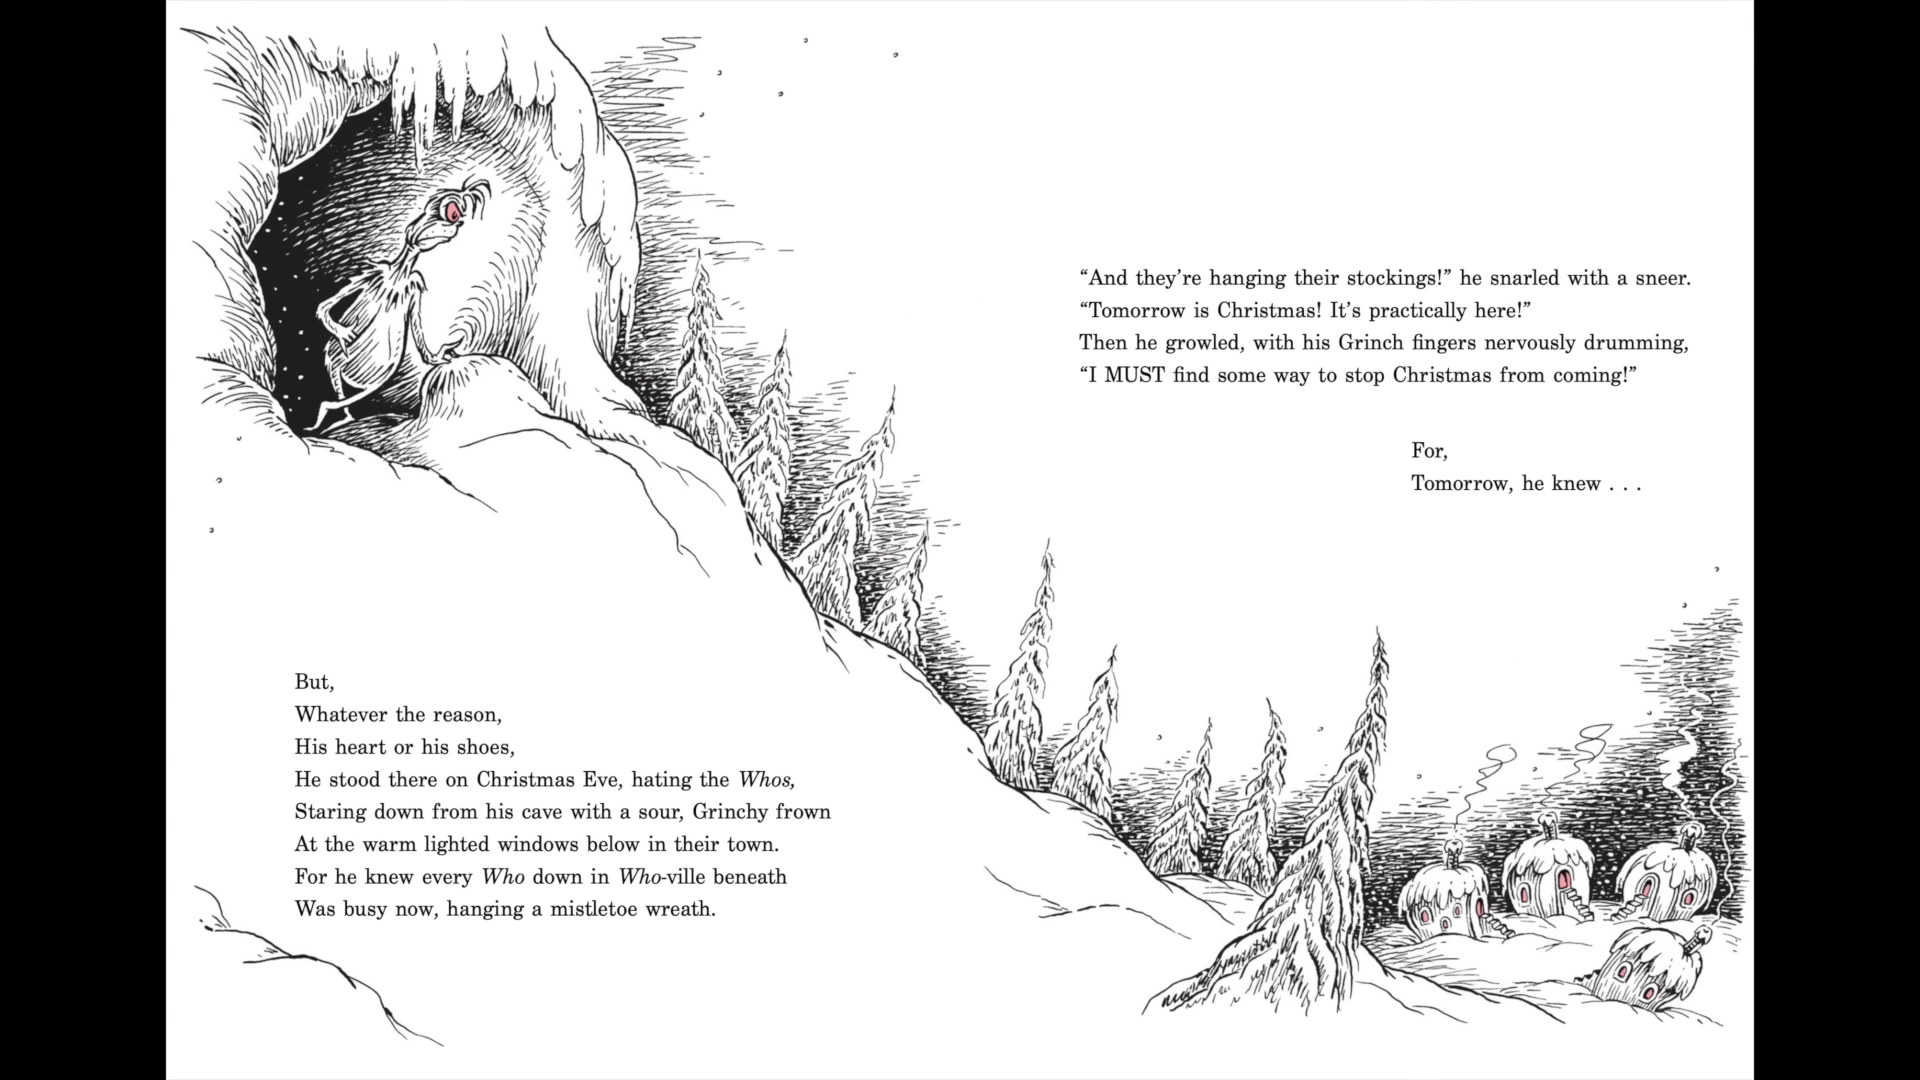 But,
Whatever the reason,
His heart or his shoes,
He stood there on Christmas Eve, hating the Whos,
Staring down from his cave with a sour, Grinchy frown
At the warm lighted windows below in their town.
For he knew every Who down in Who-ville beneath
Was busy now, hanging a mistletoe wreath.
“And they’re hanging their stockings!” he snarled with a sneer.
“Tomorrow is Christmas! It’s practically here!”
Then he growled, with his Grinch fingers nervously drumming,
“I MUST find some way to stop Christmas from coming!”
For,
Tomorrow, he knew . . .